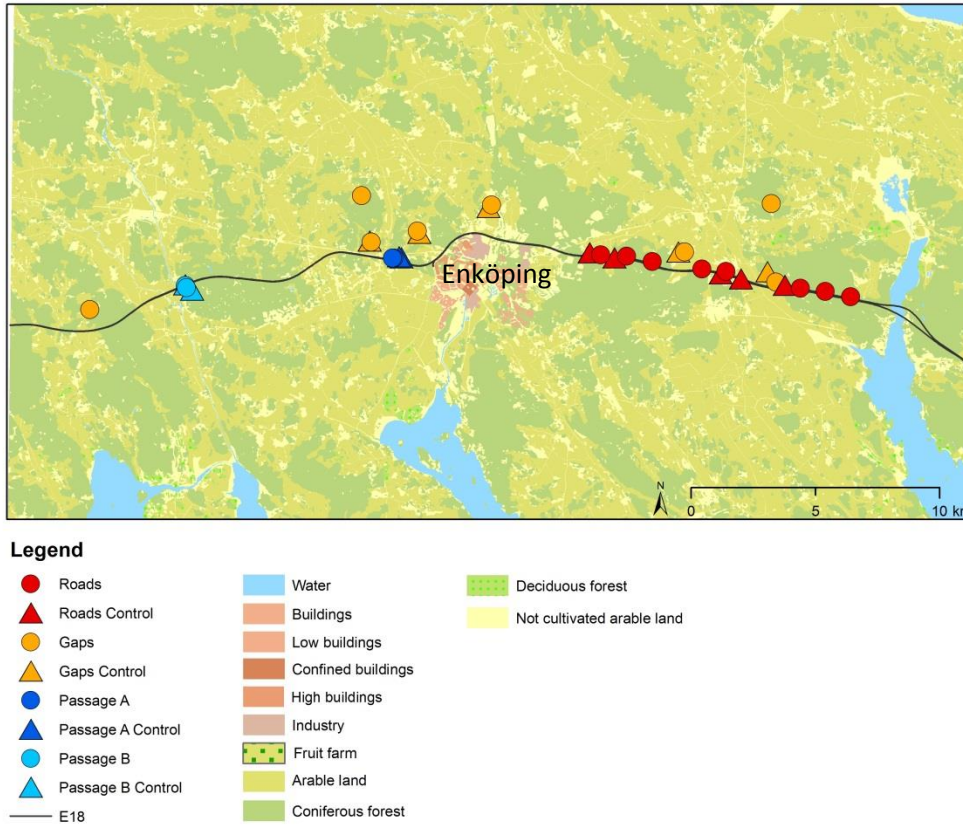 Enköping
N
0 5 10 km
Legend
Roads
Roads Control
Gaps
Gaps Control
Passage A
Passage A Control
Passage B
Passage B Control
E18
Water
Buildings
Low buildings
Confined buildings
High buildings
Industry
Fruit farm
Arable land
Coniferous forest
Deciduous forest
Not cultivated arable land